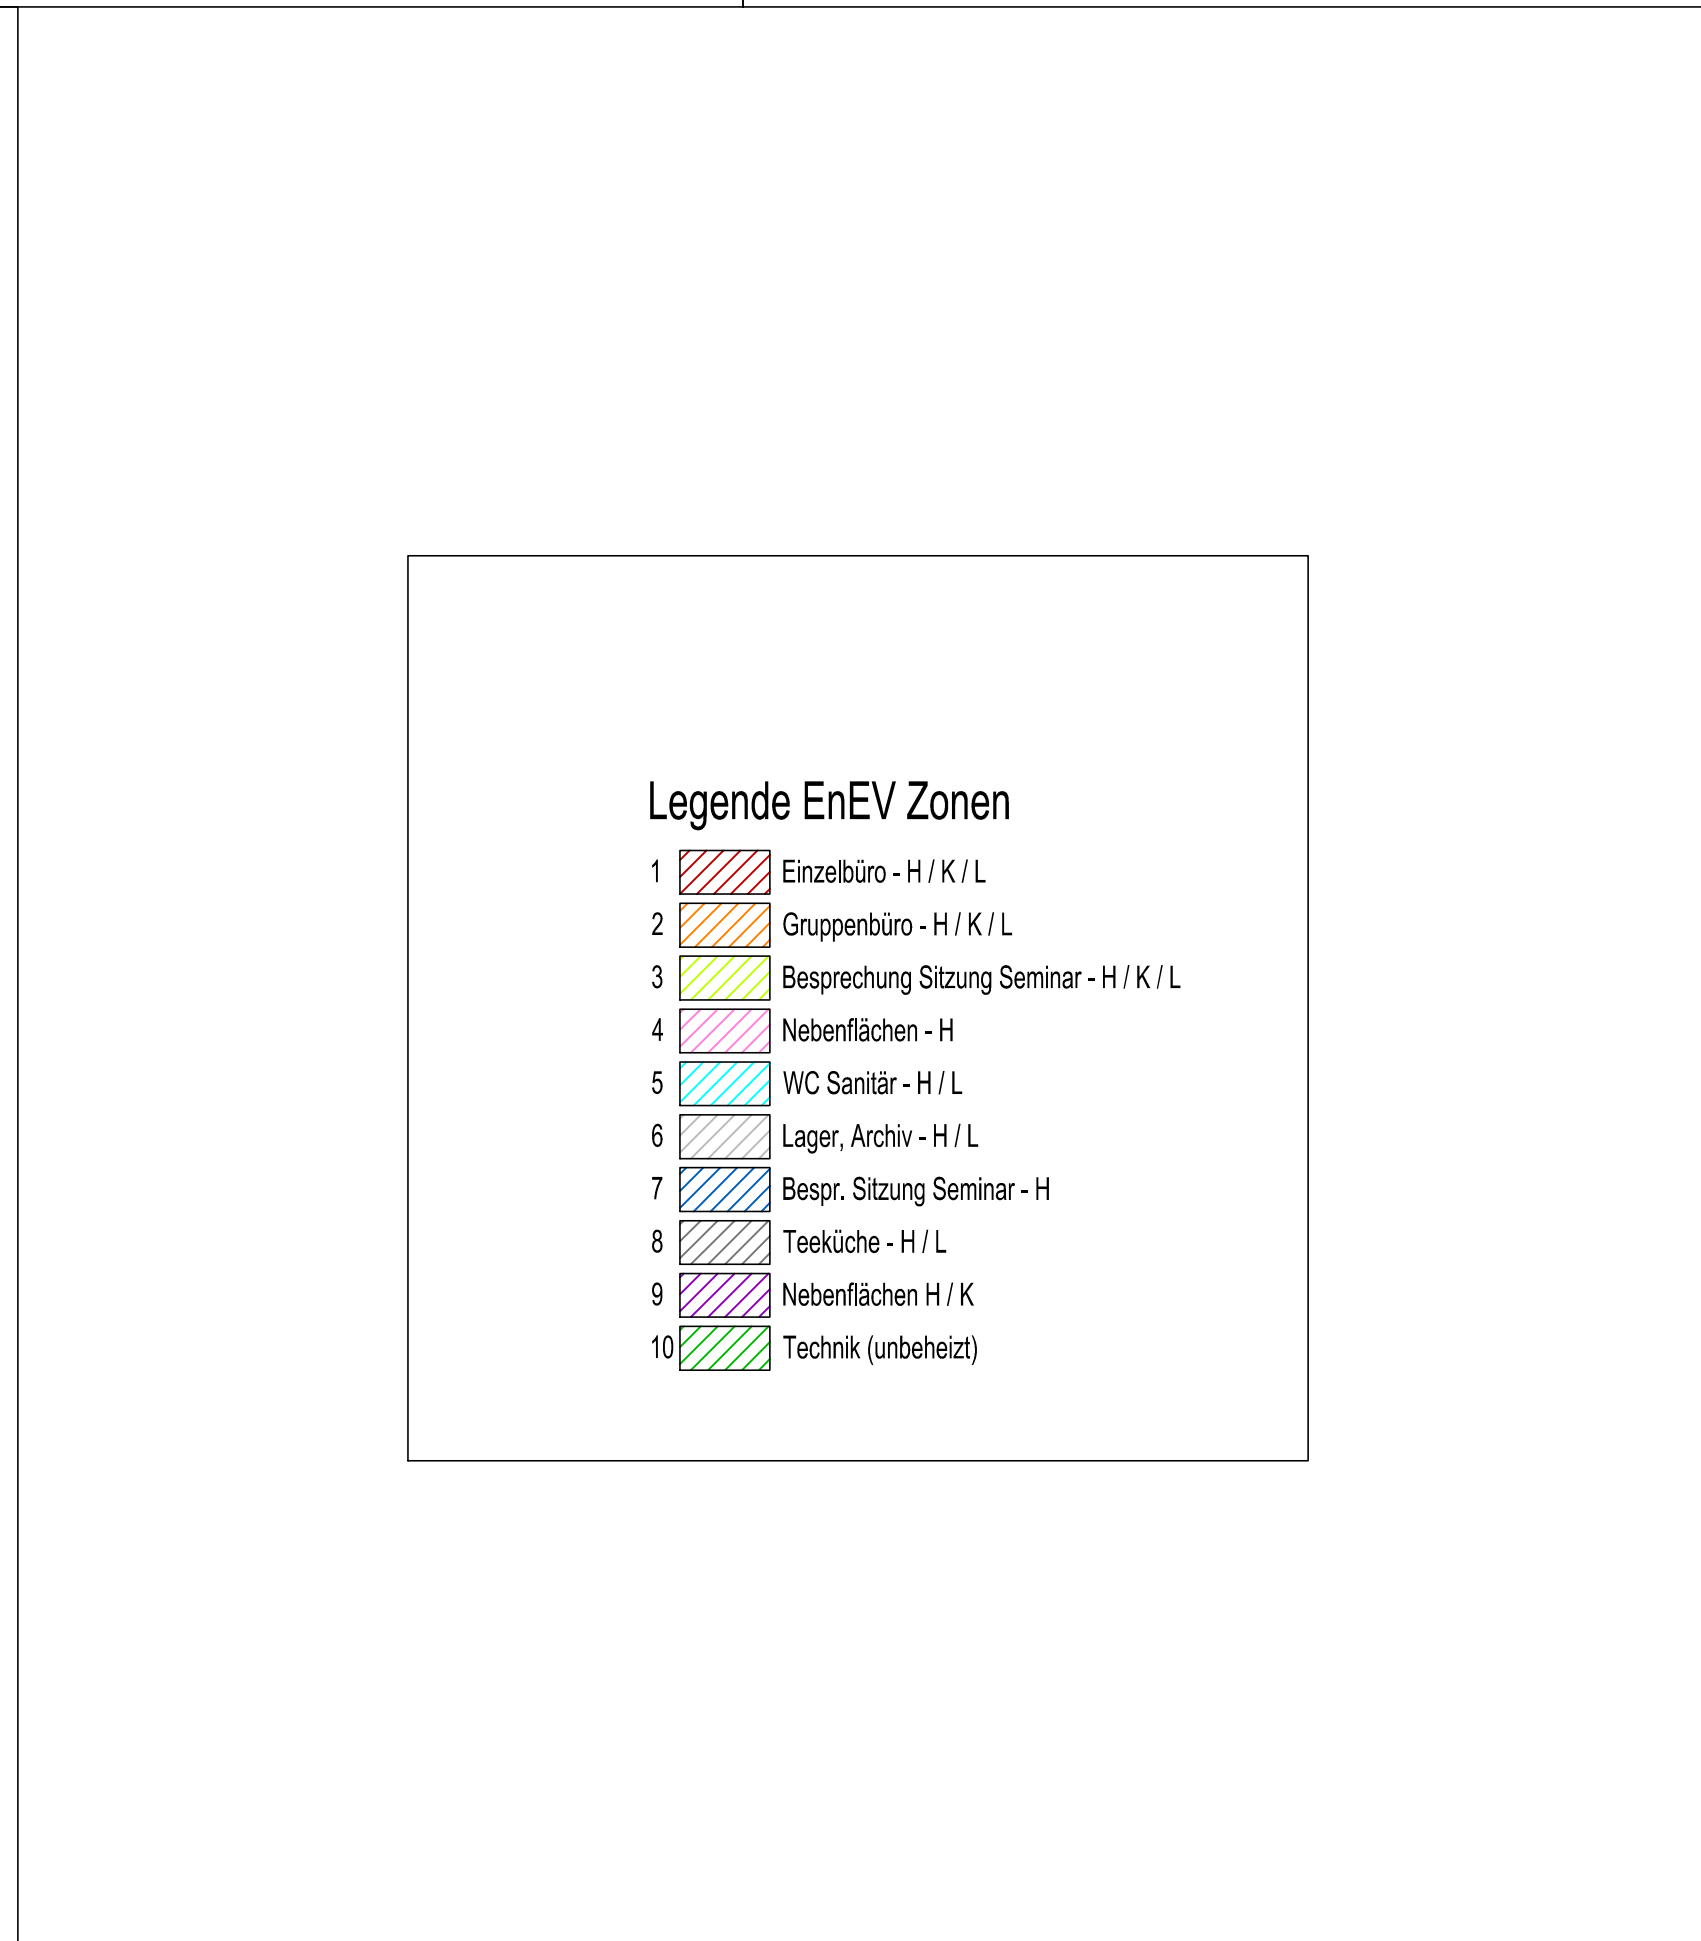 Legende EnEV Zonen
1 Einzelbüro - H / K / L
2 Gruppenbüro - H / K / L
3 Besprechung Sitzung Seminar - H / K / L
4 Nebenflächen - H
5 WC Sanitär - H / L
6 Lager, Archiv - H / L
7 Bespr. Sitzung Seminar - H
8 Teeküche - H / L
9 Nebenflächen H / K
10 Technik (unbeheizt)